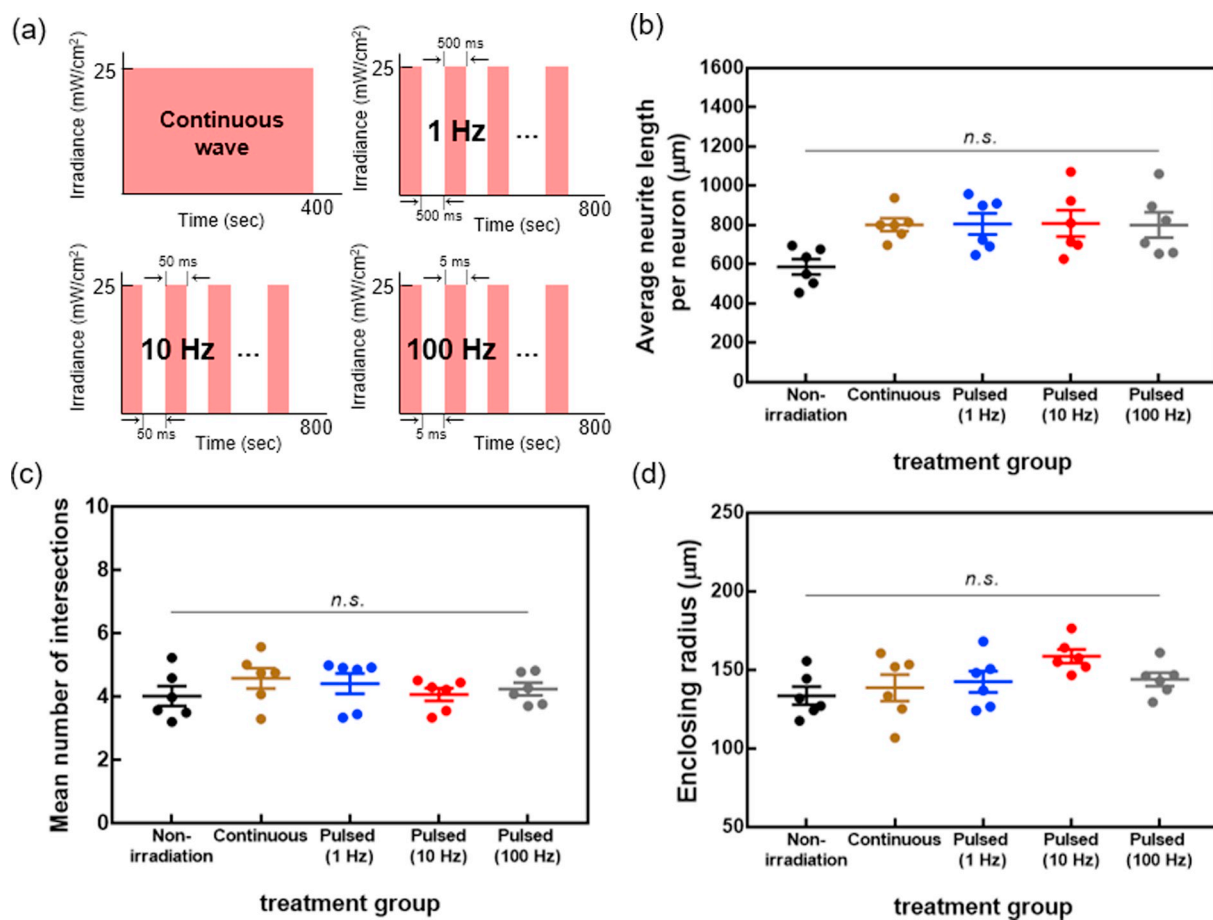 (a)
Irradiance (mW/cm²)
25
Continuous
wave
Time (sec)
400
Irradiance (mW/cm²)
25
500 ms
1 Hz
...
500 ms
Time (sec)
800
Irradiance (mW/cm²)
25
50 ms
10 Hz
...
50 ms
Time (sec)
800
Irradiance (mW/cm²)
25
5 ms
100 Hz
...
5 ms
Time (sec)
800
(b)
Average neurite length
per neuron (μm)
1600
1400
1200
1000
800
600
400
200
0
n.s.
Non-
irradiation
Continuous
Pulsed
(1 Hz)
Pulsed
(10 Hz)
Pulsed
(100 Hz)
treatment group
(c)
Mean number of intersections
10
8
6
4
2
0
n.s.
Non-
irradiation
Continuous
Pulsed
(1 Hz)
Pulsed
(10 Hz)
Pulsed
(100 Hz)
treatment group
(d)
Enclosing radius (μm)
250
200
150
100
50
n.s.
Non-
irradiation
Continuous
Pulsed
(1 Hz)
Pulsed
(10 Hz)
Pulsed
(100 Hz)
treatment group